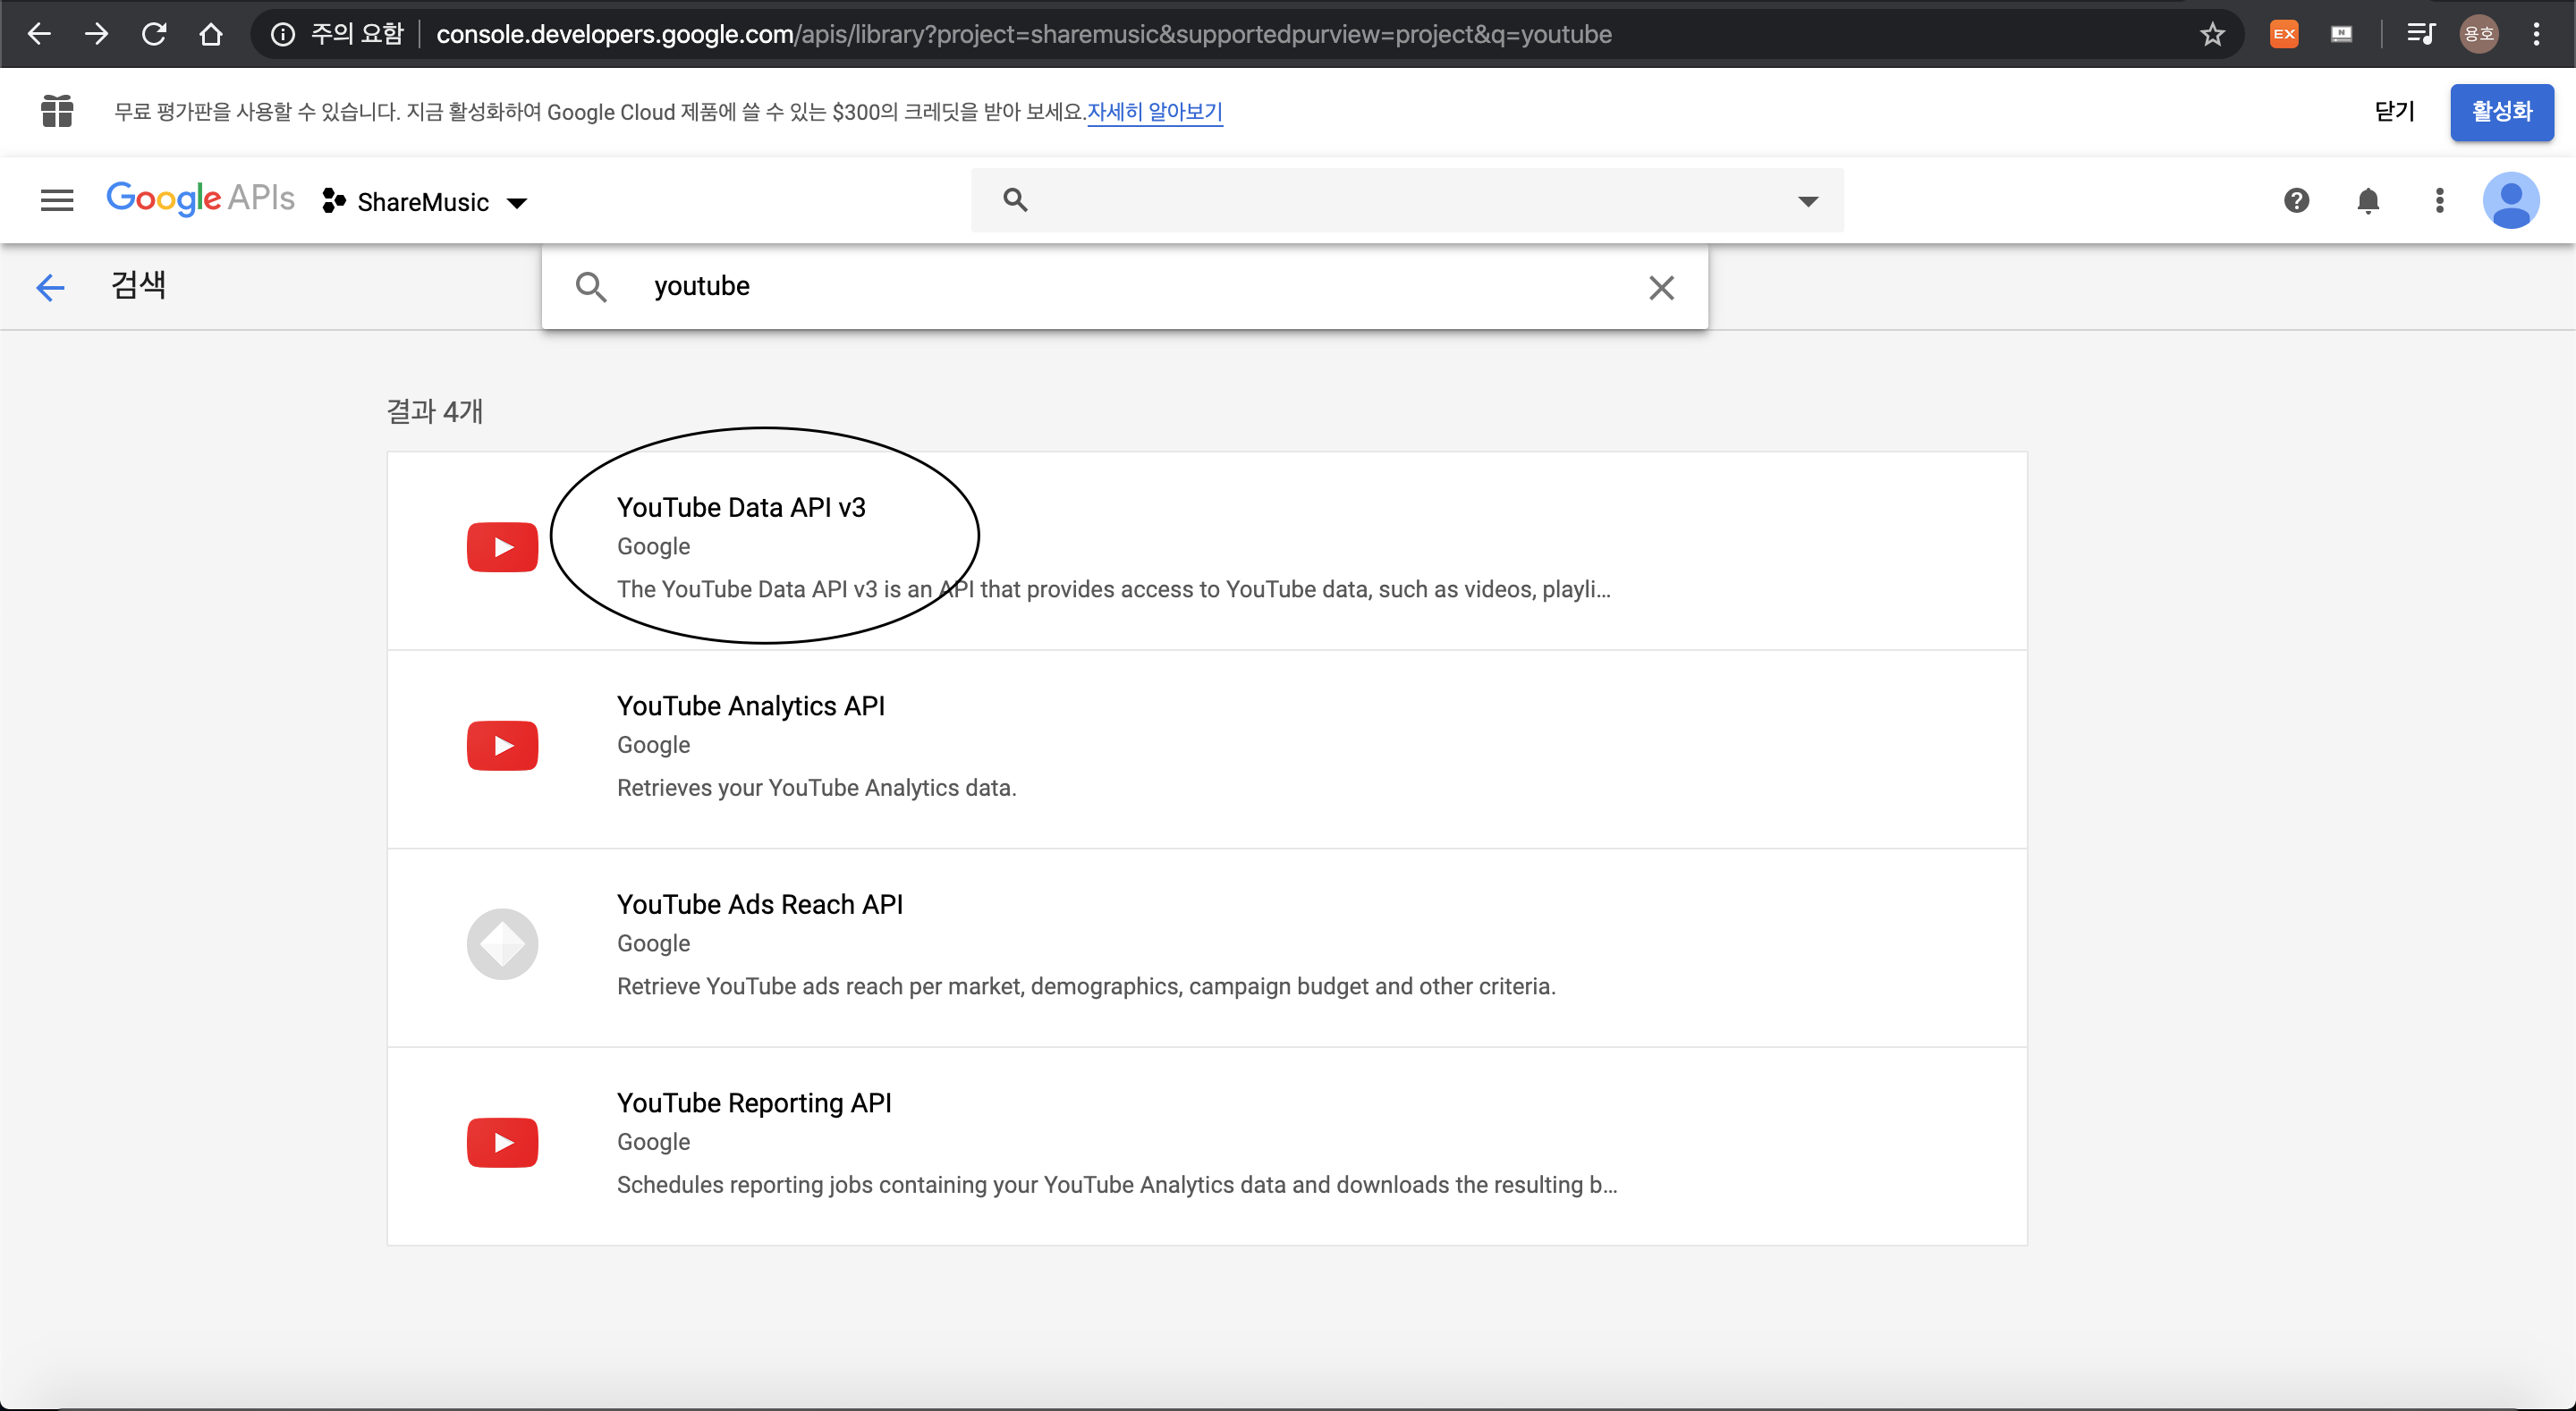 주의 요함 console.developers.google.com/apis/library?project=sharemusic&supportedpurview=project&q=youtube EX N 용호
무료 평가판을 사용할 수 있습니다. 지금 활성화하여 Google Cloud 제품에 쓸 수 있는 $300의 크레딧을 받아 보세요.자세히 알아보기 닫기 활성화
Google APIs ShareMusic
검색 youtube
결과 4개
YouTube Data API v3
Google
The YouTube Data API v3 is an API that provides access to YouTube data, such as videos, playli...
YouTube Analytics API
Google
Retrieves your YouTube Analytics data.
YouTube Ads Reach API
Google
Retrieve YouTube ads reach per market, demographics, campaign budget and other criteria.
YouTube Reporting API
Google
Schedules reporting jobs containing your YouTube Analytics data and downloads the resulting b...